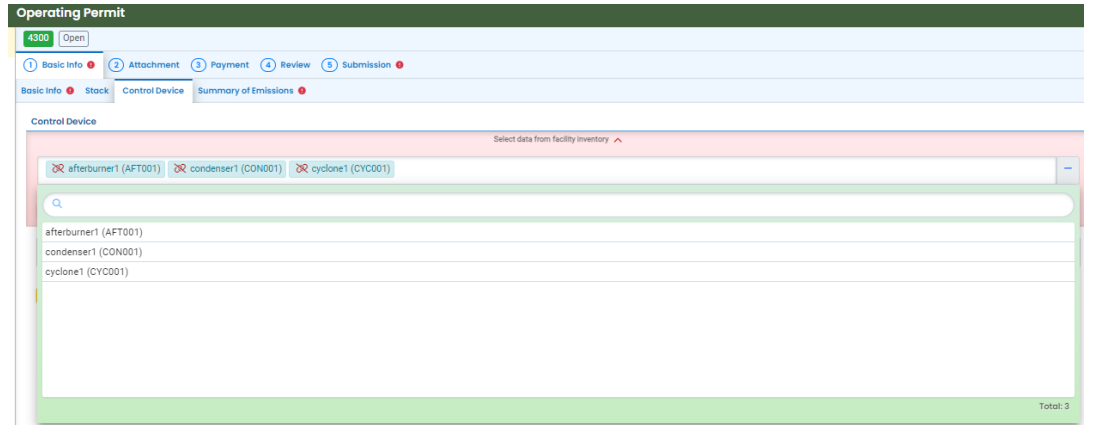 Operating Permit
4300 Open
1 Basic Info 2 Attachment 3 Payment 4 Review 5 Submission
Basic Info Stack Control Device Summary of Emissions
Control Device
Select data from facility inventory
afterburner1 (AFT001) condenser1 (CON001) cyclone1 (CYC001)
afterburner1 (AFT001)
condenser1 (CON001)
cyclone1 (CYC001)
Total: 3